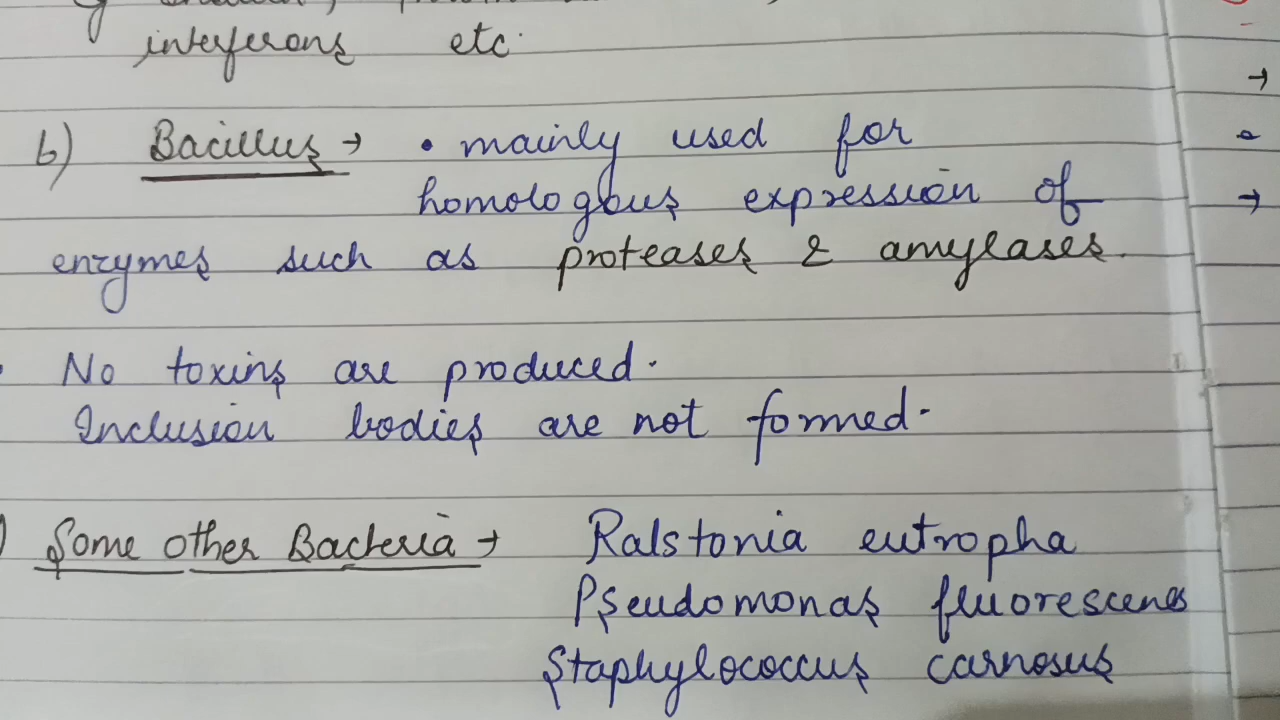 interferons etc.
b) Bacillus → • mainly used for
homologous expression of
enzymes such as proteases & amylases.
No toxins are produced.
Inclusion bodies are not formed.
) Some other Bacteria → Ralstonia eutropha
Pseudomonas fluorescenes
Staphylococcus carnosus